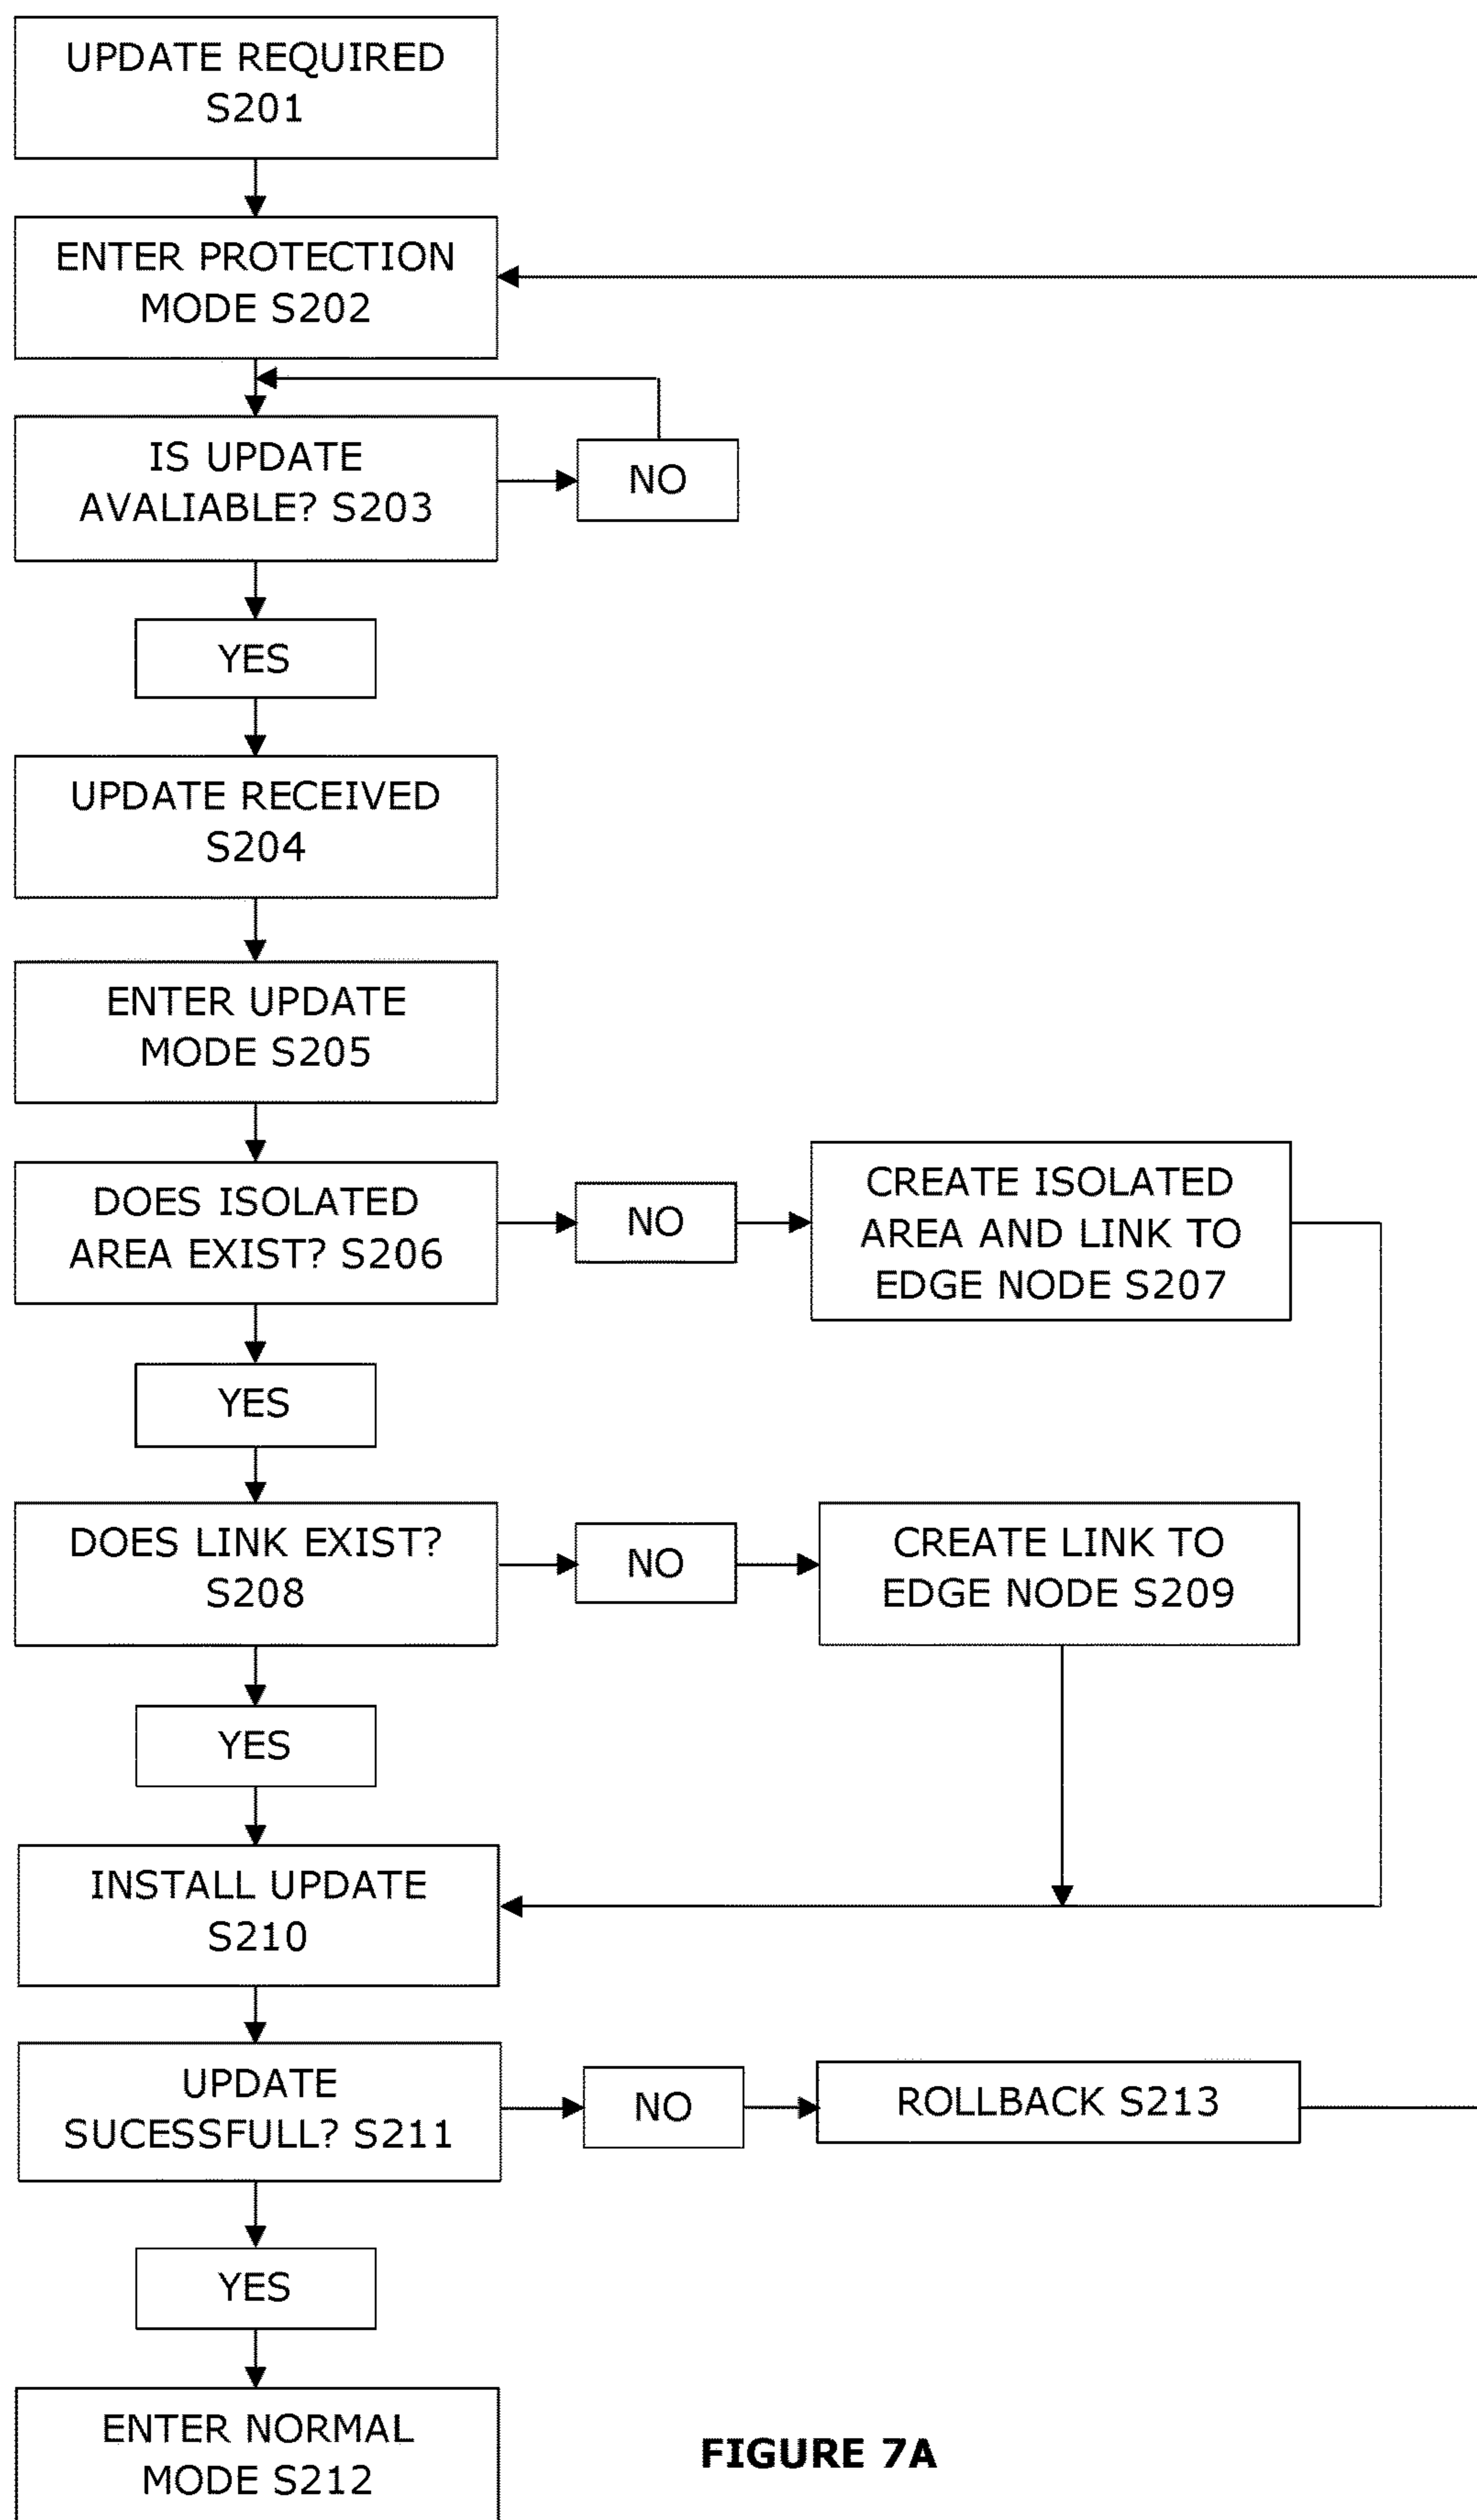 UPDATE REQUIRED
S201
ENTER PROTECTION
MODE S202
IS UPDATE
AVALIABLE? S203
NO
YES
UPDATE RECEIVED
S204
ENTER UPDATE
MODE S205
DOES ISOLATED
AREA EXIST? S206
NO
CREATE ISOLATED
AREA AND LINK TO
EDGE NODE S207
YES
DOES LINK EXIST?
S208
NO
CREATE LINK TO
EDGE NODE S209
YES
INSTALL UPDATE
S210
UPDATE
SUCESSFULL? S211
NO
ROLLBACK S213
YES
ENTER NORMAL
MODE S212
FIGURE 7A